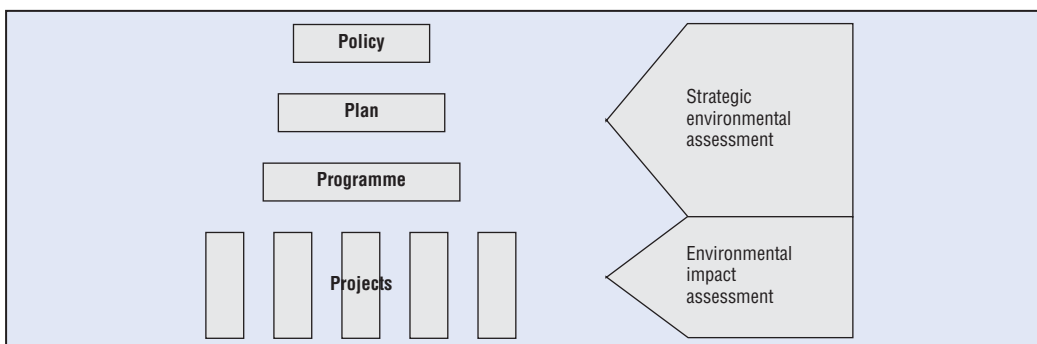 Policy
Plan
Programme
Projects
Strategic
environmental
assessment
Environmental
impact
assessment